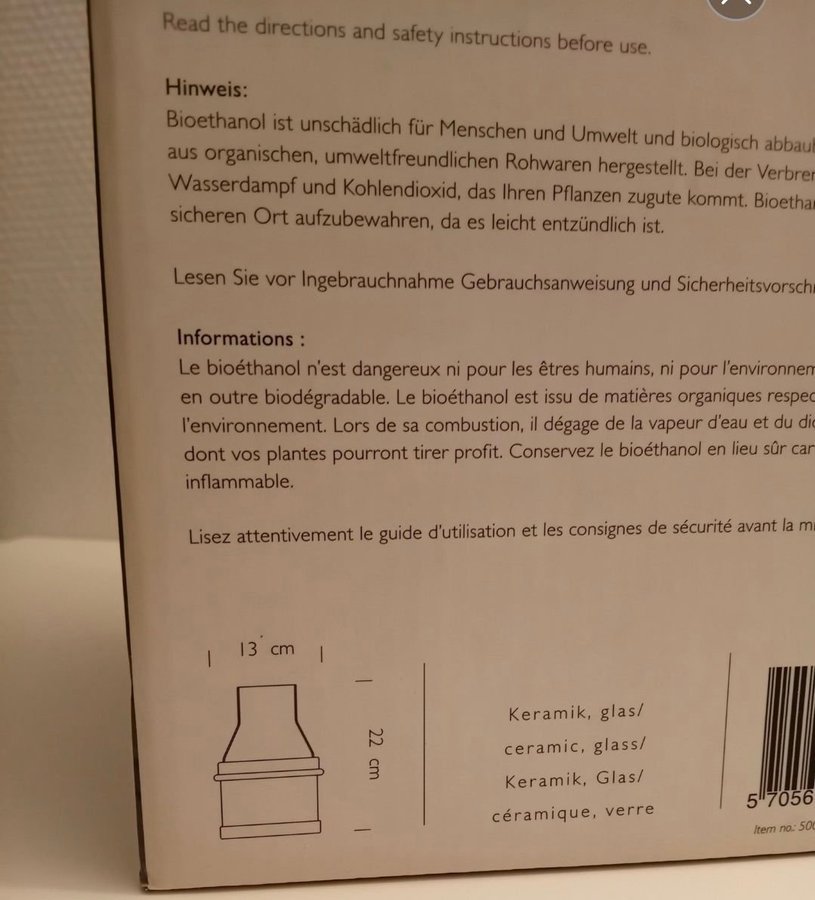 Read the directions and safety instructions before use.
Hinweis:
Bioethanol ist unschädlich für Menschen und Umwelt und biologisch
aus organischen, umweltfreundlichen Rohwaren hergestellt. Bei der
Wasserdampf und Kohlendioxid, das Ihren Pflanzen zugute kommt.
sicheren Ort aufzubewahren, da es leicht entzündlich ist.
Lesen Sie vor Ingebrauchnahme Gebrauchsanweisung und
Informations :
Le bioéthanol n'est dangereux ni pour les êtres humains, ni pour
en outre biodégradable. Le bioéthanol est issu de matières organiques
l'environnement. Lors de sa combustion, il dégage de la vapeur d'eau et du
dont vos plantes pourront tirer profit. Conservez le bioéthanol en lieu sûr car
inflammable.
Lisez attentivement le guide d'utilisation et les consignes de sécurité avant la
13 cm
22 cm
Keramik, glas/
ceramic, glass/
Keramik, Glas/
céramique, verre
5 7056
Item no.: